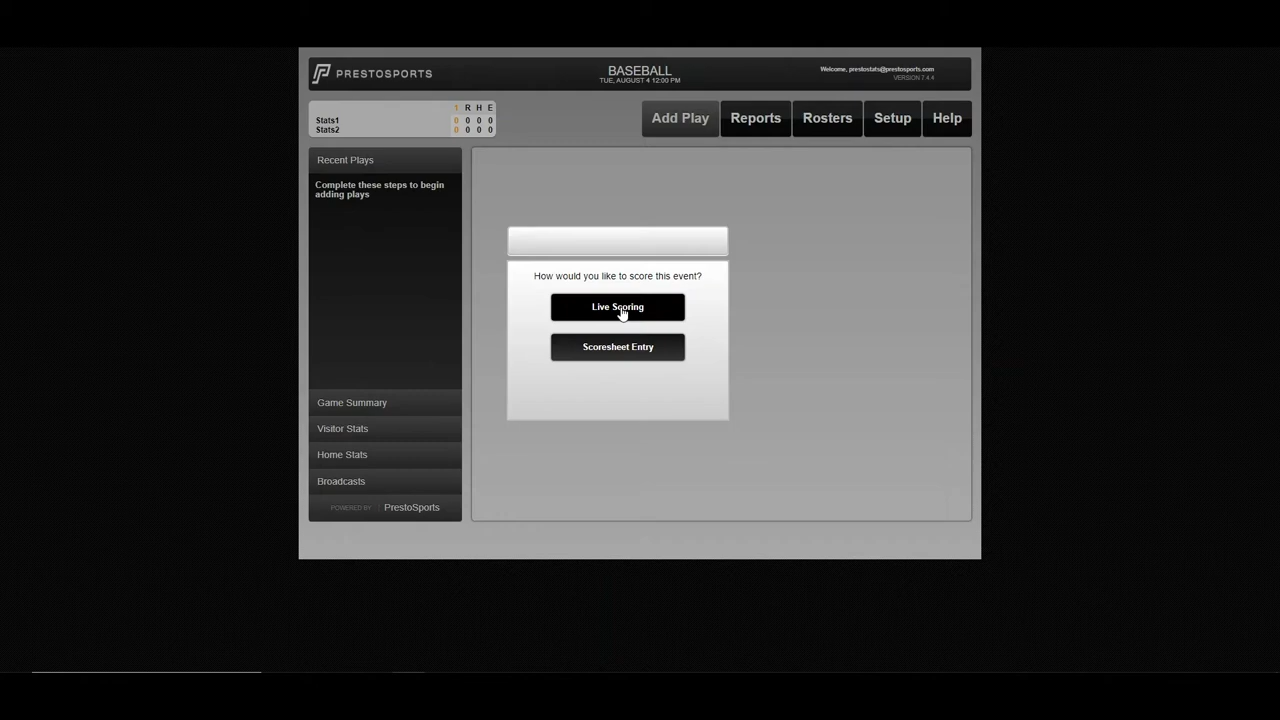 PRESTOSPORTS
BASEBALL
TUE, AUGUST 4 12:00 PM
Welcome, prestostats@prestosports.com
VERSION 7.4.4
1 R H E
Stats1 0 0 0 0
Stats2 0 0 0 0
Add Play
Reports
Rosters
Setup
Help
Recent Plays
Complete these steps to begin
adding plays
How would you like to score this event?
Live Scoring
Scoresheet Entry
Game Summary
Visitor Stats
Home Stats
Broadcasts
POWERED BY PrestoSports